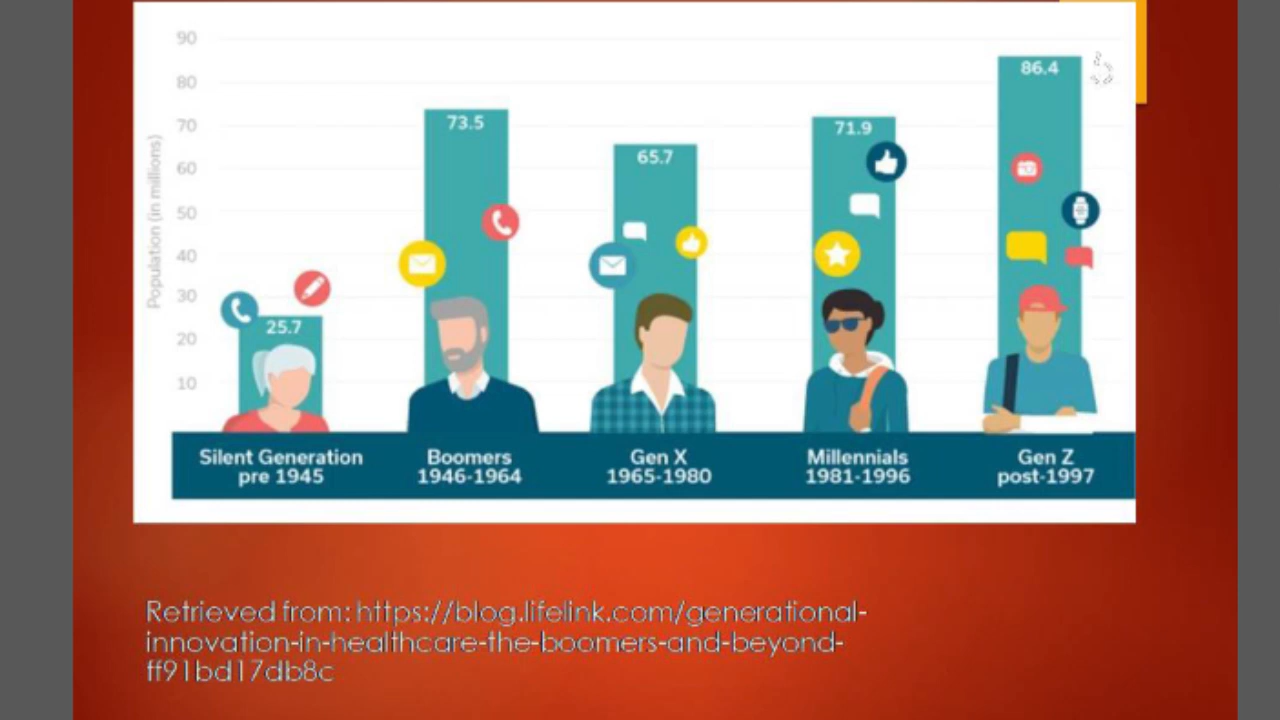 90
80
70
60
50
40
30
20
10
Population (in millions)
25.7
73.5
65.7
71.9
86.4
Silent Generation
pre 1945
Boomers
1946-1964
Gen X
1965-1980
Millennials
1981-1996
Gen Z
post-1997
Retrieved from: https://blog.lifelink.com/generational-
innovation-in-healthcare-the-boomers-and-beyond-
ff91bd17db8c